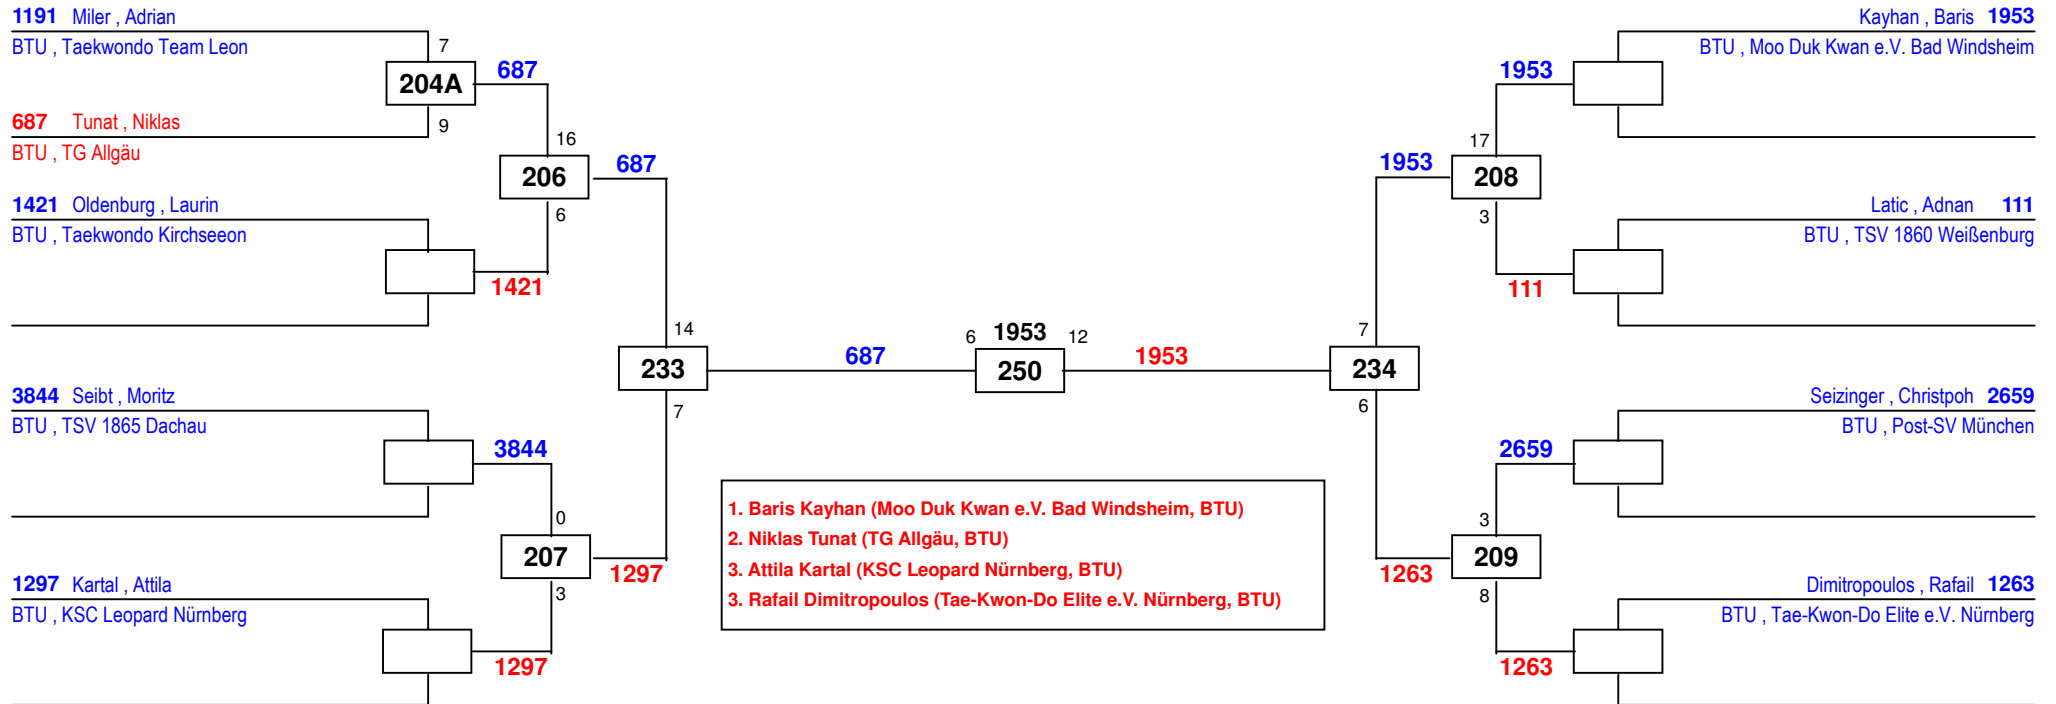 1191 Miler , Adrian
BTU , Taekwondo Team Leon
7
204A
687
9
687 Tunat , Niklas
BTU , TG Allgäu
16
206
687
6
1421 Oldenburg , Laurin
BTU , Taekwondo Kirchseeon
1421
14
233
687
7
3844 Seibt , Moritz
BTU , TSV 1865 Dachau
3844
0
207
1297
3
1297 Kartal , Attila
BTU , KSC Leopard Nürnberg
1297
6 1953 12
250
1953
1. Baris Kayhan (Moo Duk Kwan e.V. Bad Windsheim, BTU)
2. Niklas Tunat (TG Allgäu, BTU)
3. Attila Kartal (KSC Leopard Nürnberg, BTU)
3. Rafail Dimitropoulos (Tae-Kwon-Do Elite e.V. Nürnberg, BTU)
Kayhan , Baris 1953
BTU , Moo Duk Kwan e.V. Bad Windsheim
1953
17
1953
208
3
Latic , Adnan 111
BTU , TSV 1860 Weißenburg
111
7
234
6
Seizinger , Christpoh 2659
BTU , Post-SV München
2659
3
209
1263
8
Dimitropoulos , Rafail 1263
BTU , Tae-Kwon-Do Elite e.V. Nürnberg
1263